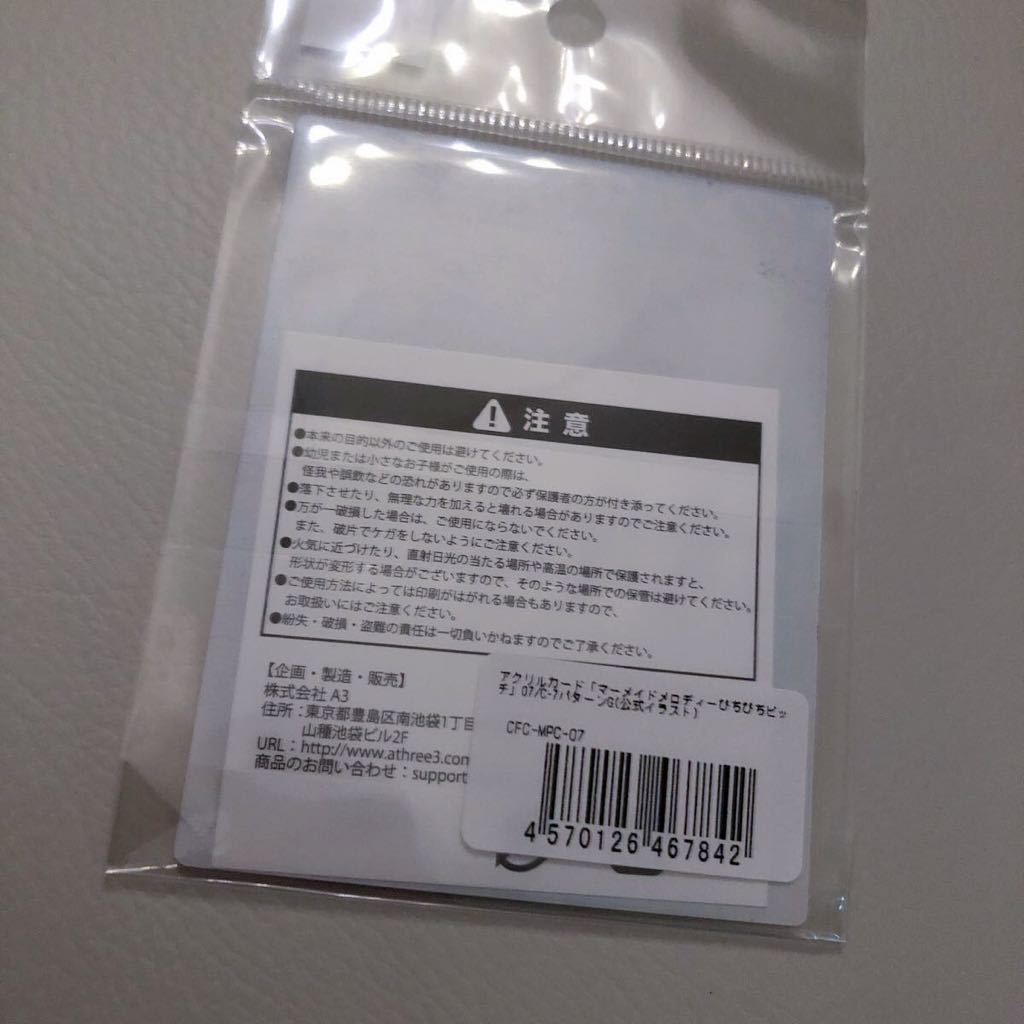 注意
●本来の目的以外のご使用は避けてください。
●幼児または小さなお子様がご使用の際は、
怪我や誤飲などの恐れがありますので必ず保護者の方が付き添ってください。
●落下させたり、無理な力を加えると壊れる場合がありますのでご注意ください。
●万が一破損した場合は、ご使用にならないでください。
また、破片でケガをしないようにご注意ください。
●火気に近づけたり、直射日光の当たる場所や高温の場所で保護されますと、
形状が変形する場合がございますので、そのような場所での保管は避けてください。
●ご使用方法によっては印刷がはがれる場合もありますので、
お取扱いにはご注意ください。
●紛失・破損・盗難の責任は一切負いかねますのでご了承ください。
【企画・製造・販売】
株式会社 A3
住所：東京都豊島区南池袋1丁目
山種池袋ビル2F
URL：http://www.athree3.com
商品のお問い合わせ：support
アクリルカード「マーメイドメロディーぴちぴちピッ
チ」07/C-7パターンG(公式イラスト)
CFC-MPC-07
4 570126 467842